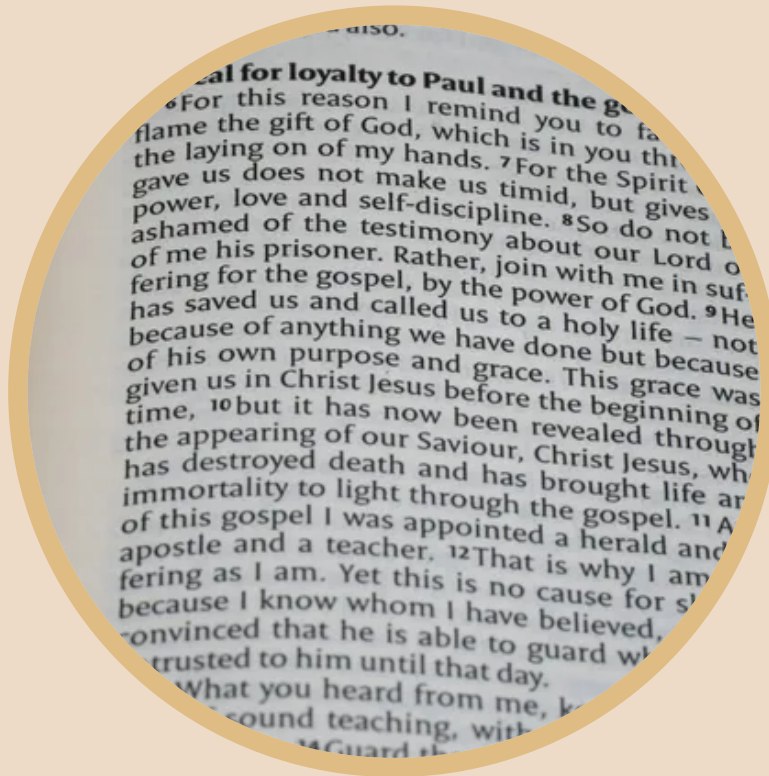 also.
for loyalty to Paul and the
⁶For this reason I remind you to
flame the gift of God, which is in you
the laying on of my hands. ⁷For the Spirit
gave us does not make us timid, but gives
power, love and self-discipline. ⁸So do not
ashamed of the testimony about our Lord
of me his prisoner. Rather, join with me in suf-
fering for the gospel, by the power of God. ⁹He
has saved us and called us to a holy life – not
because of anything we have done but because
of his own purpose and grace. This grace was
given us in Christ Jesus before the beginning of
time, ¹⁰but it has now been revealed through
the appearing of our Saviour, Christ Jesus,
has destroyed death and has brought life
immortality to light through the gospel. ¹¹
of this gospel I was appointed a herald and
apostle and a teacher. ¹²That is why I am
fering as I am. Yet this is no cause for
because I know whom I have believed,
convinced that he is able to guard
trusted to him until that day.
What you heard from me,
sound teaching, with
¹⁴Guard